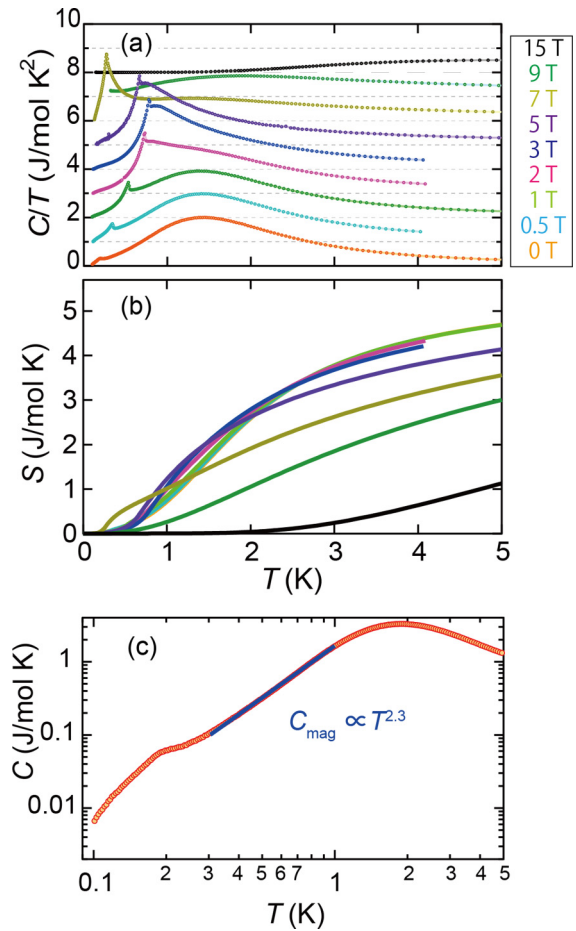 (a)
C/T (J/mol K²)
10
8
6
4
2
0
15 T
9 T
7 T
5 T
3 T
2 T
1 T
0.5 T
0 T
(b)
S (J/mol K)
5
4
3
2
1
0
0 1 2 3 4 5
T (K)
(c)
C (J/mol K)
1
0.1
0.01
C_mag ∝ T^2.3
0.1 2 3 4 5 6 7 1 2 3 4 5
T (K)